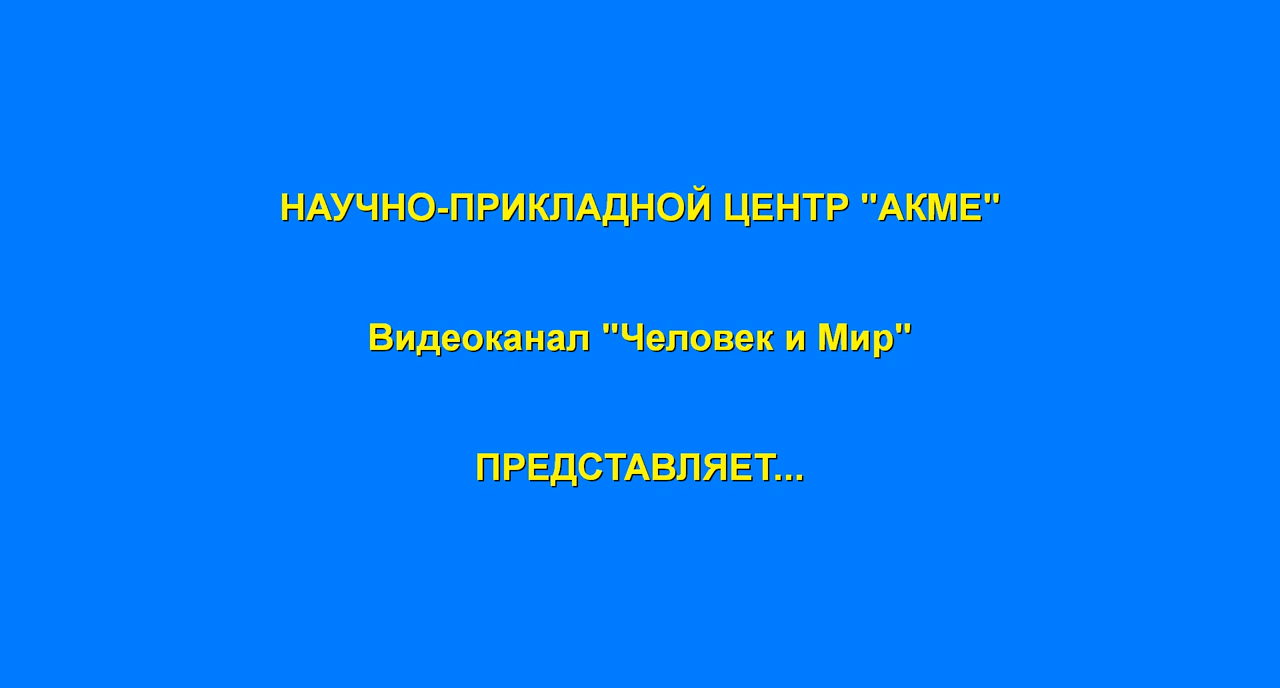 НАУЧНО-ПРИКЛАДНОЙ ЦЕНТР "АКМЕ"
Видеоканал "Человек и Мир"
ПРЕДСТАВЛЯЕТ...